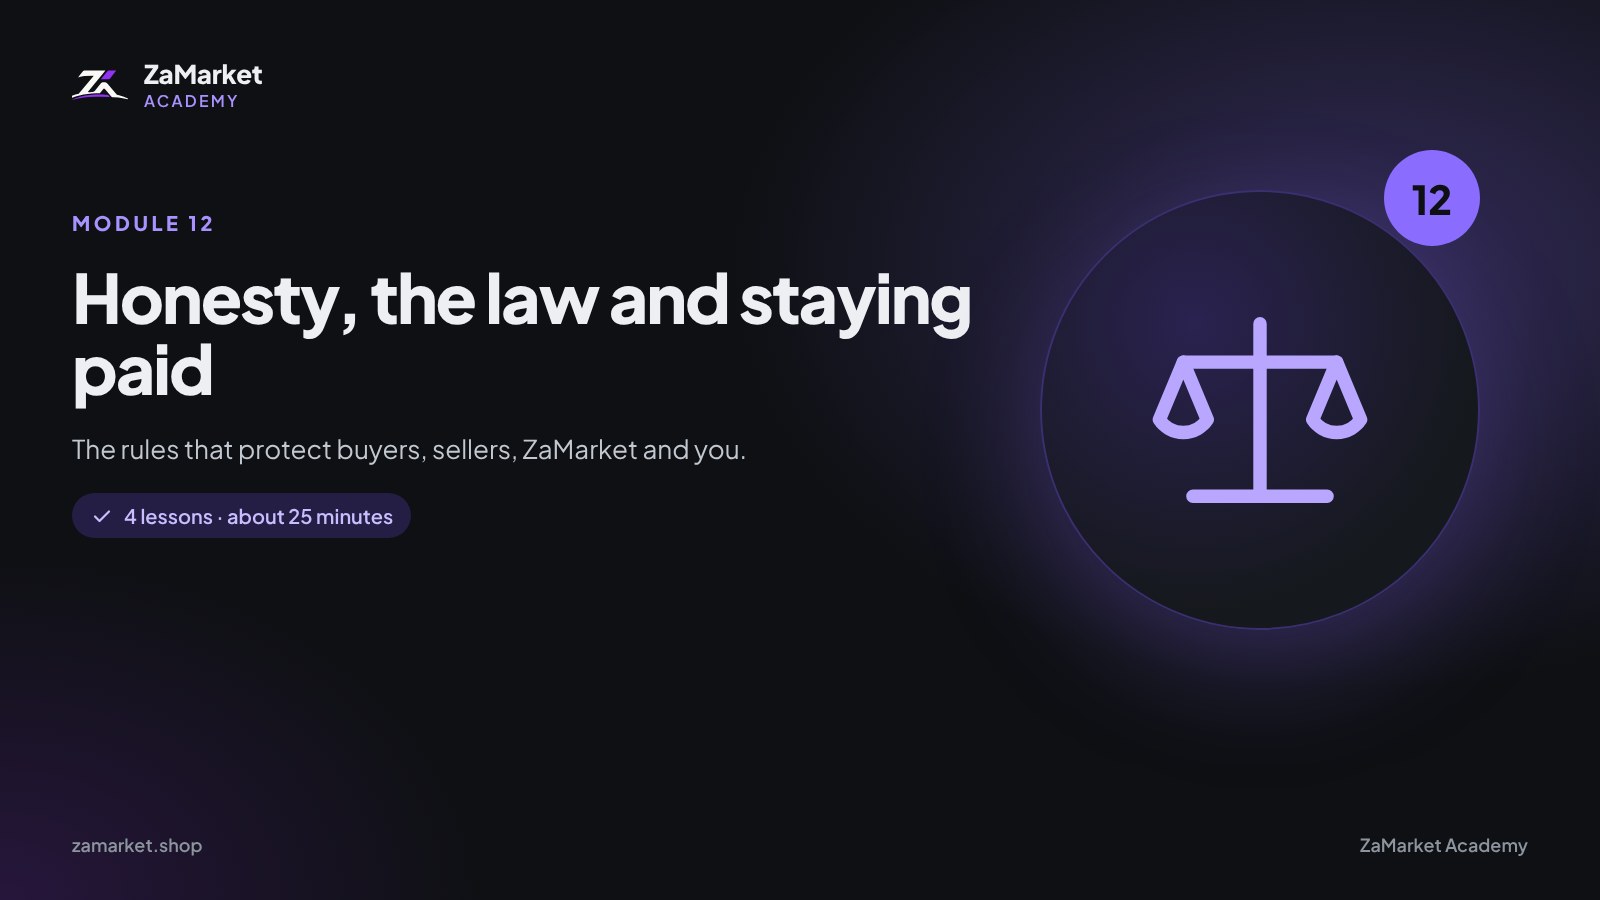 ZaMarket
ACADEMY
MODULE 12
12
Honesty, the law and staying
paid
The rules that protect buyers, sellers, ZaMarket and you.
4 lessons · about 25 minutes
zamarket.shop
ZaMarket Academy